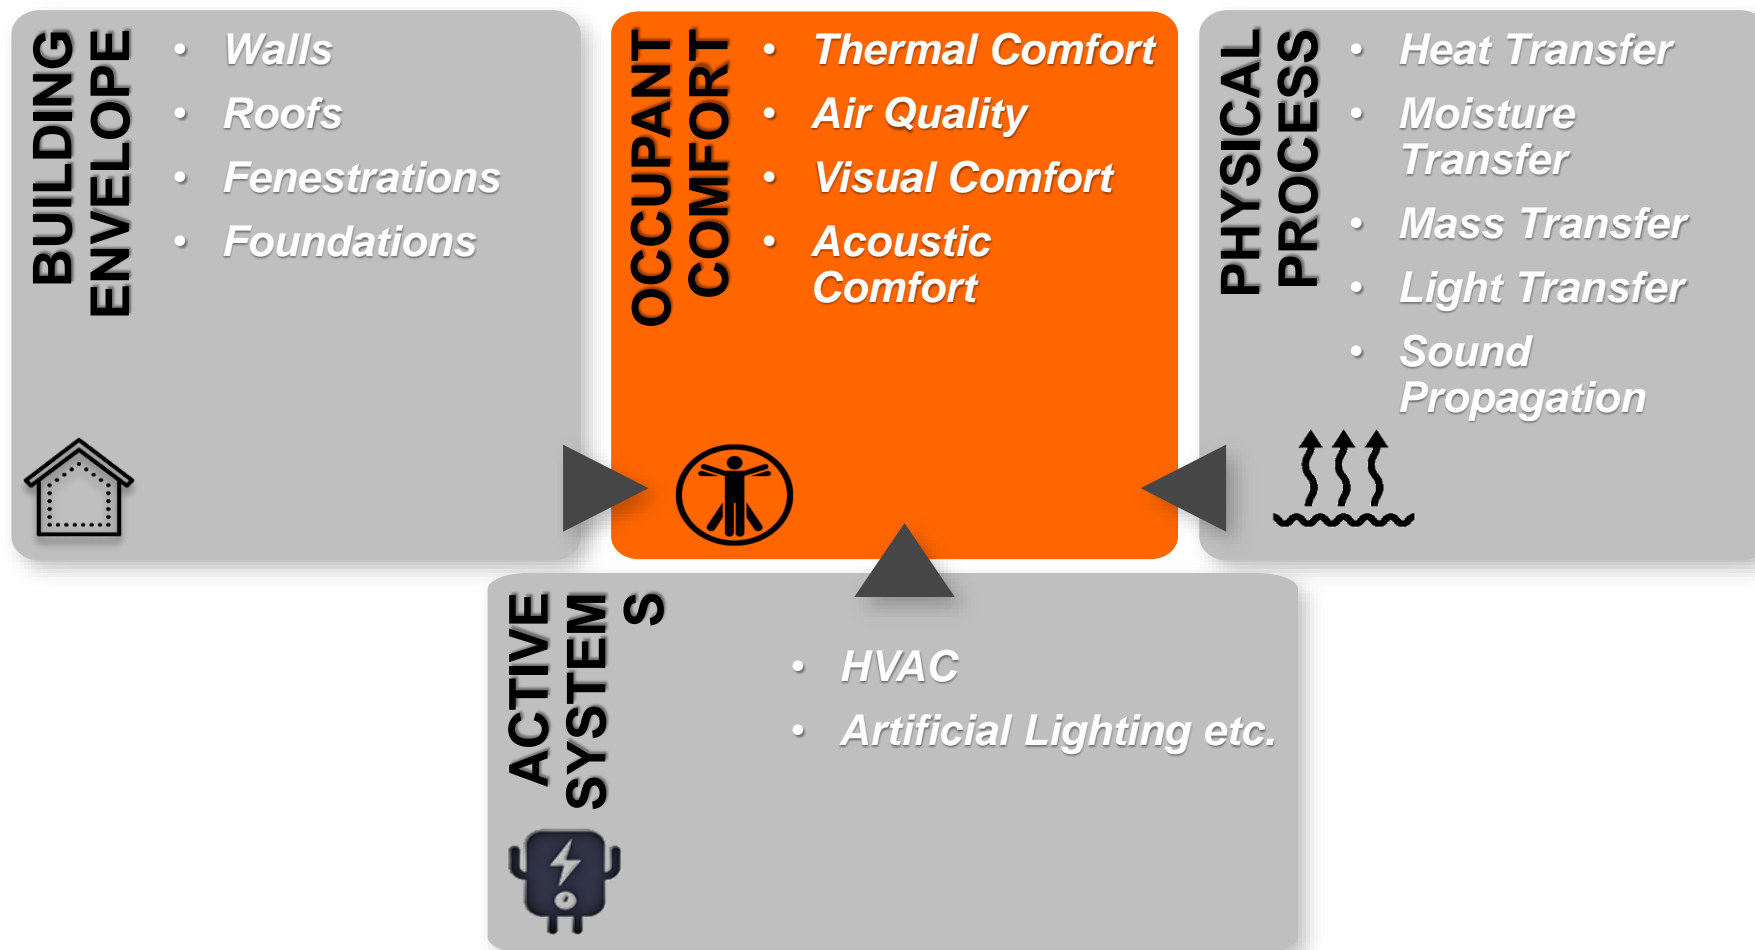 BUILDING
ENVELOPE
• Walls
• Roofs
• Fenestrations
• Foundations
OCCUPANT
COMFORT
• Thermal Comfort
• Air Quality
• Visual Comfort
• Acoustic
Comfort
PHYSICAL
PROCESS
• Heat Transfer
• Moisture
Transfer
• Mass Transfer
• Light Transfer
• Sound
Propagation
ACTIVE
SYSTEM
S
• HVAC
• Artificial Lighting etc.